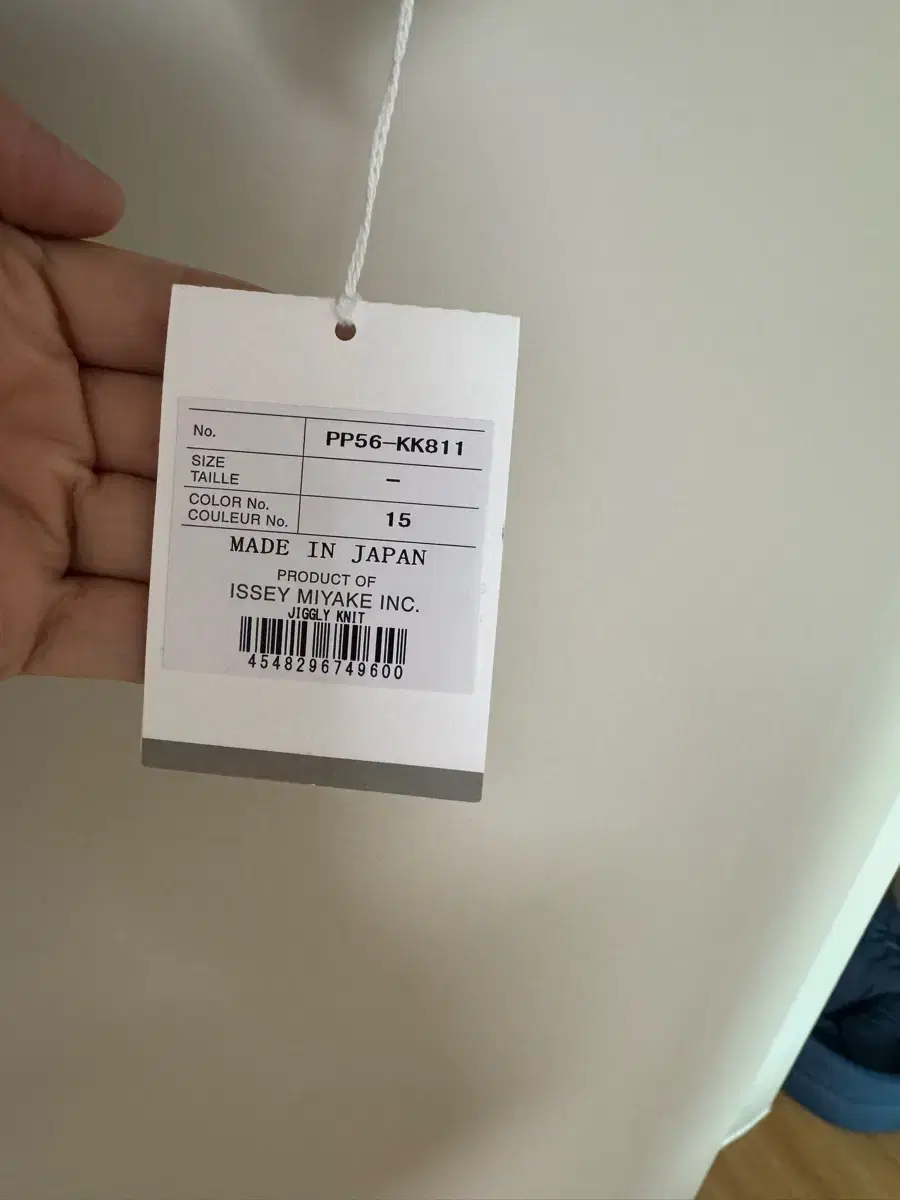 No. PP56-KK811
SIZE
TAILLE –
COLOR No.
COULEUR No. 15
MADE IN JAPAN
PRODUCT OF
ISSEY MIYAKE INC.
JIGGLY KNIT
4548296749600